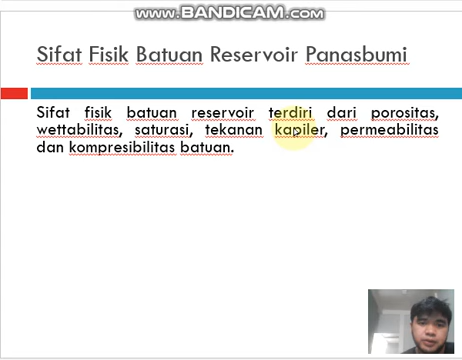 www.BANDICAM.com
Sifat Fisik Batuan Reservoir Panasbumi
Sifat fisik batuan reservoir terdiri dari porositas,
wettabilitas, saturasi, tekanan kapiler, permeabilitas
dan kompresibilitas batuan.